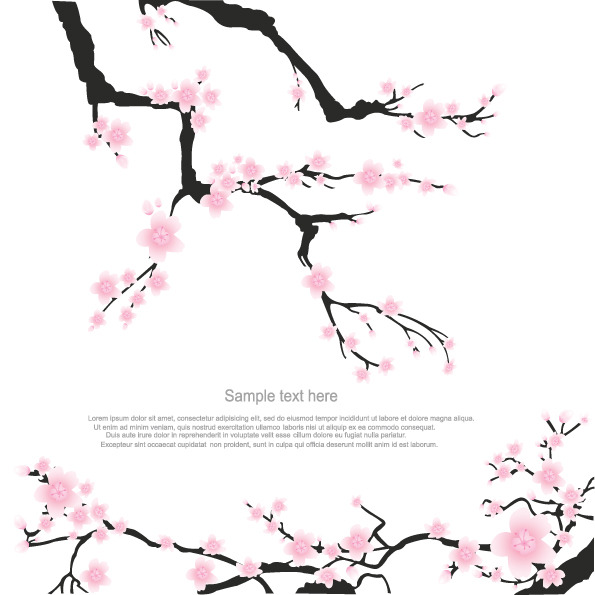 Sample text here
Lorem ipsum dolor sit amet, consectetur adipisicing elit, sed do eiusmod tempor incididunt ut labore et dolore magna aliqua.
Ut enim ad minim veniam, quis nostrud exercitation ullamco laboris nisi ut aliquip ex ea commodo consequat.
Duis aute irure dolor in reprehenderit in voluptate velit esse cillum dolore eu fugiat nulla pariatur.
Excepteur sint occaecat cupidatat non proident, sunt in culpa qui officia deserunt mollit anim id est laborum.